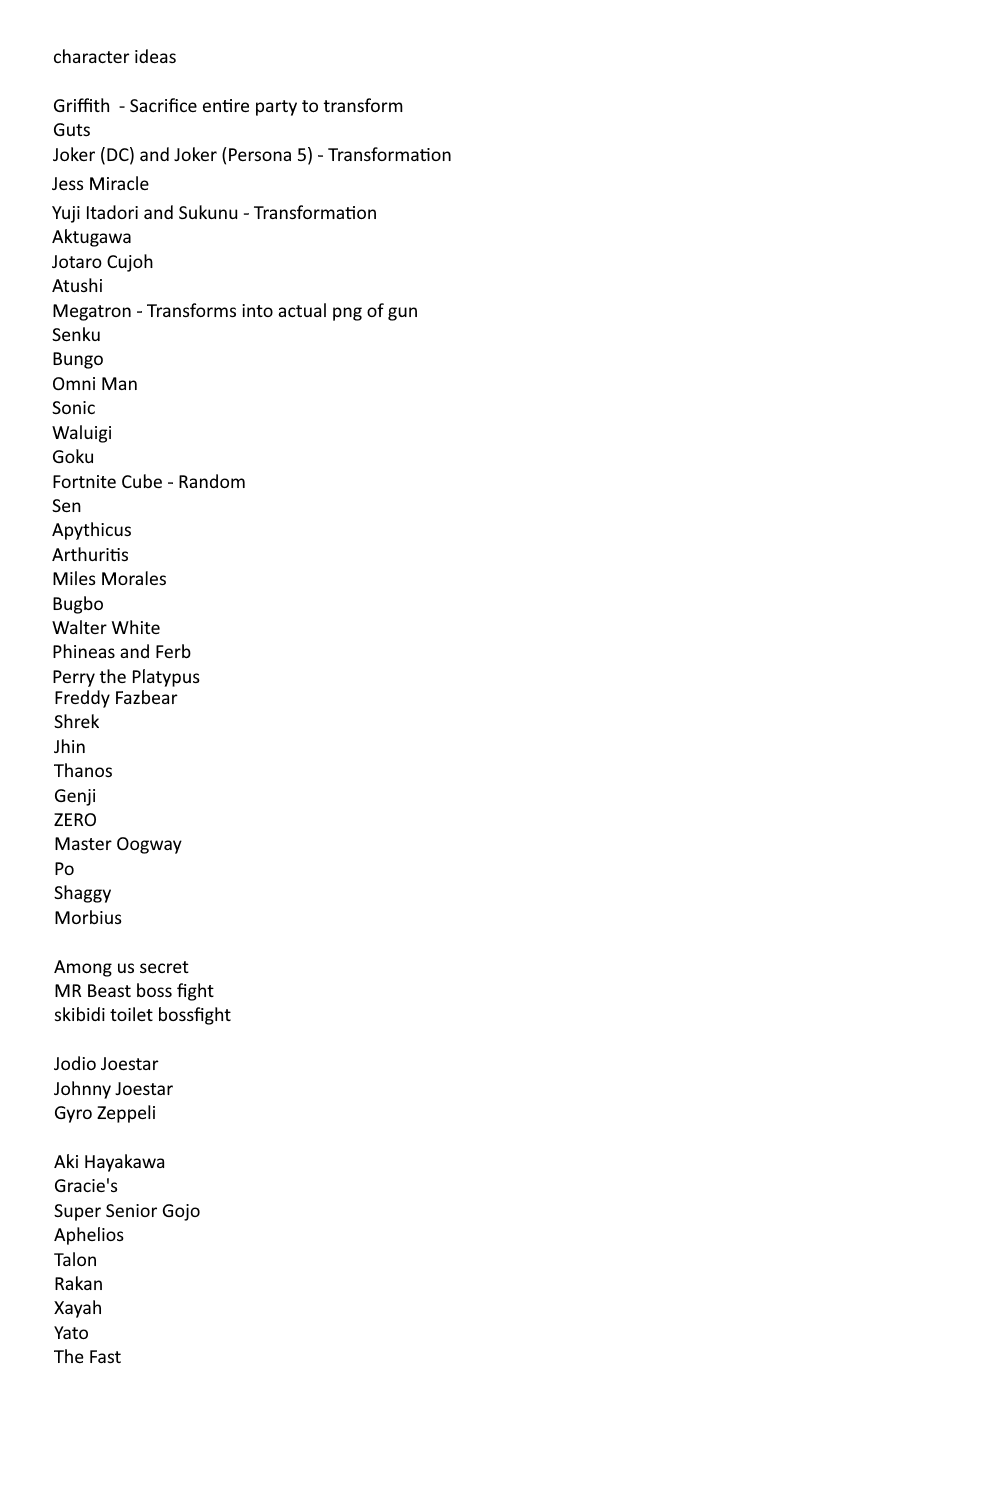 character ideas
Griffith  - Sacrifice entire party to transform
Guts
Joker (DC) and Joker (Persona 5) - Transformation
Jess Miracle
Yuji Itadori and Sukunu - Transformation
Aktugawa
Jotaro Cujoh
Atushi
Megatron - Transforms into actual png of gun
Senku
Bungo
Omni Man
Sonic
Waluigi
Goku
Fortnite Cube - Random
Sen
Apythicus
Arthuritis
Miles Morales
Bugbo
Walter White
Phineas and Ferb
Perry the Platypus
Freddy Fazbear
Shrek
Jhin
Thanos
Genji
ZERO
Master Oogway
Po
Shaggy
Morbius
Among us secret
MR Beast boss fight
skibidi toilet bossfight
Jodio Joestar
Johnny Joestar
Gyro Zeppeli
Aki Hayakawa
Gracie's
Super Senior Gojo
Aphelios
Talon
Rakan
Xayah
Yato
The Fast